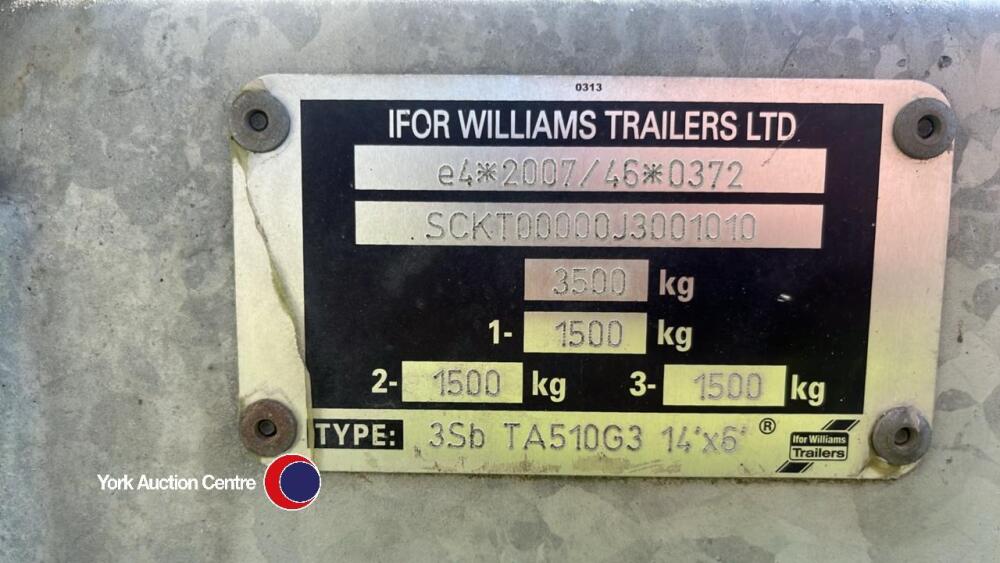 0313
IFOR WILLIAMS TRAILERS LTD
e4*2007/46*0372
SCKT00000J3001010
3500 kg
1- 1500 kg
2- 1500 kg 3- 1500 kg
TYPE: 3Sb TA510G3 14'x6' ®
Ifor Williams
Trailers
York Auction Centre